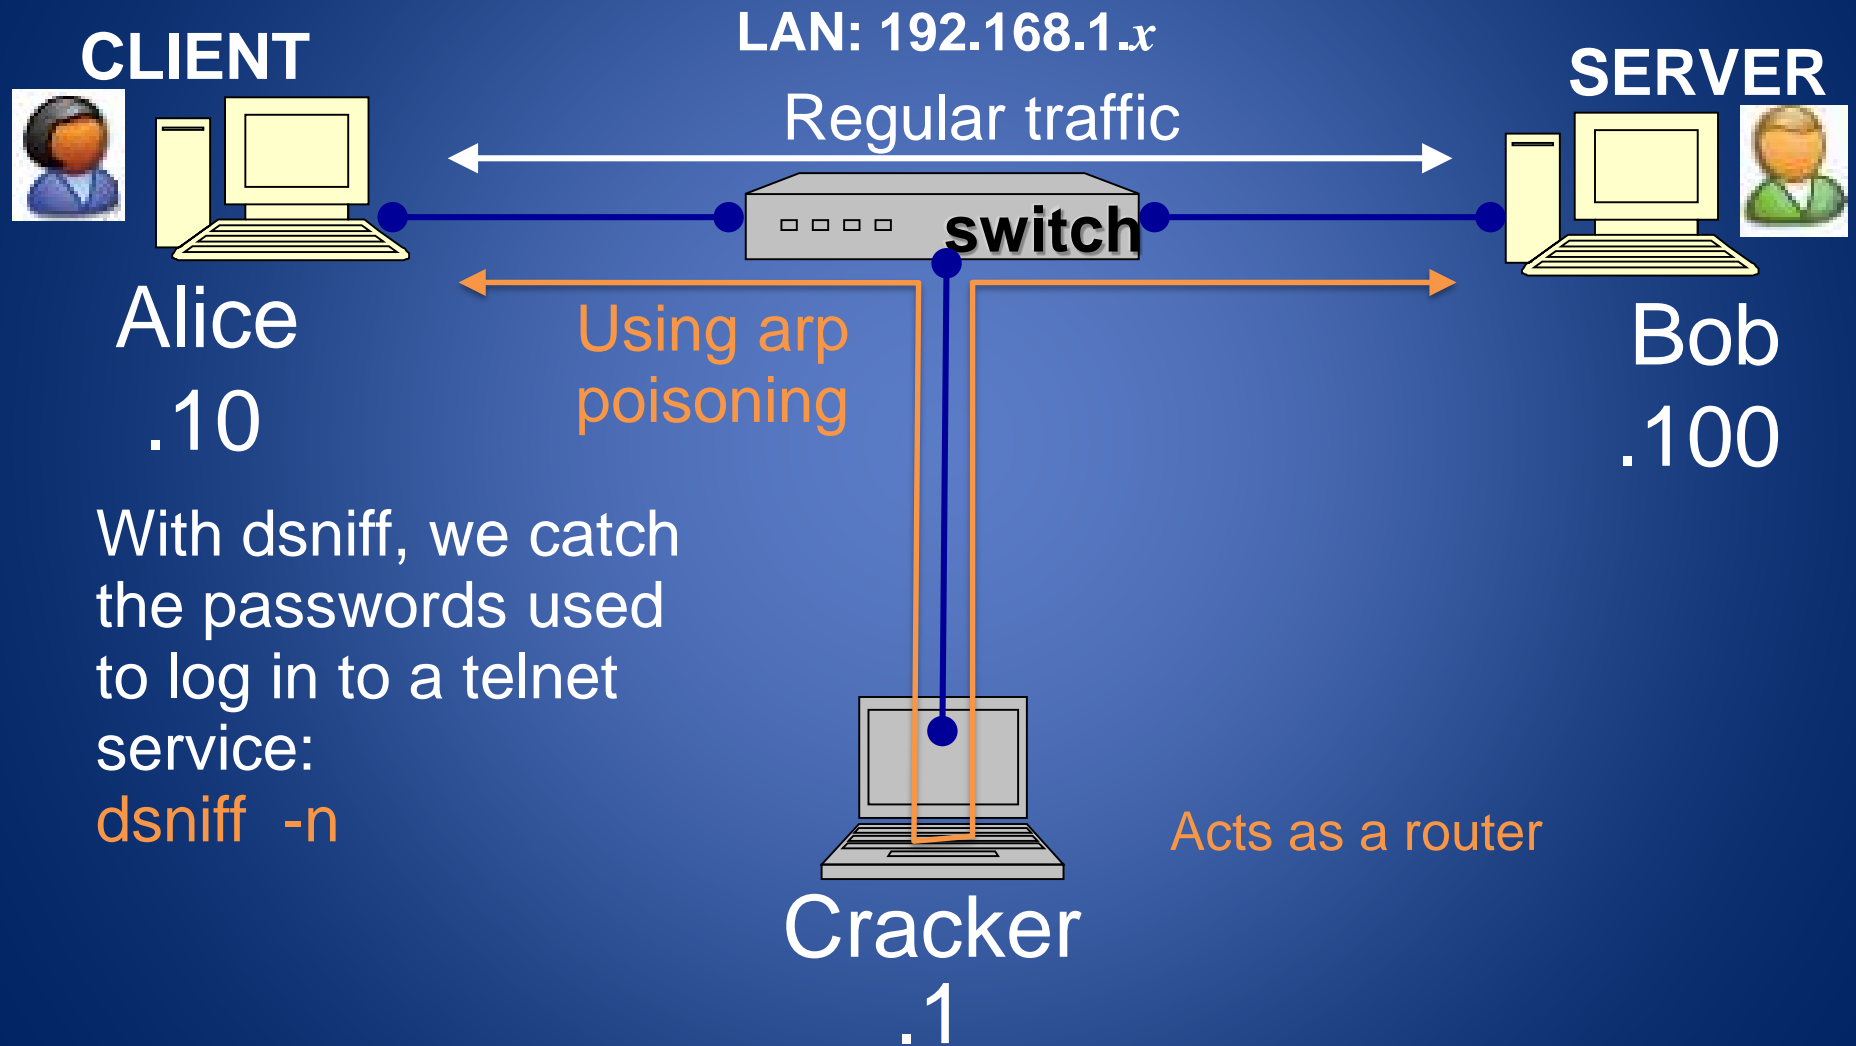 LAN: 192.168.1.x
CLIENT
SERVER
Regular traffic
switch
Alice
.10
Using arp
poisoning
Bob
.100
With dsniff, we catch
the passwords used
to log in to a telnet
service:
dsniff -n
Acts as a router
Cracker
.1